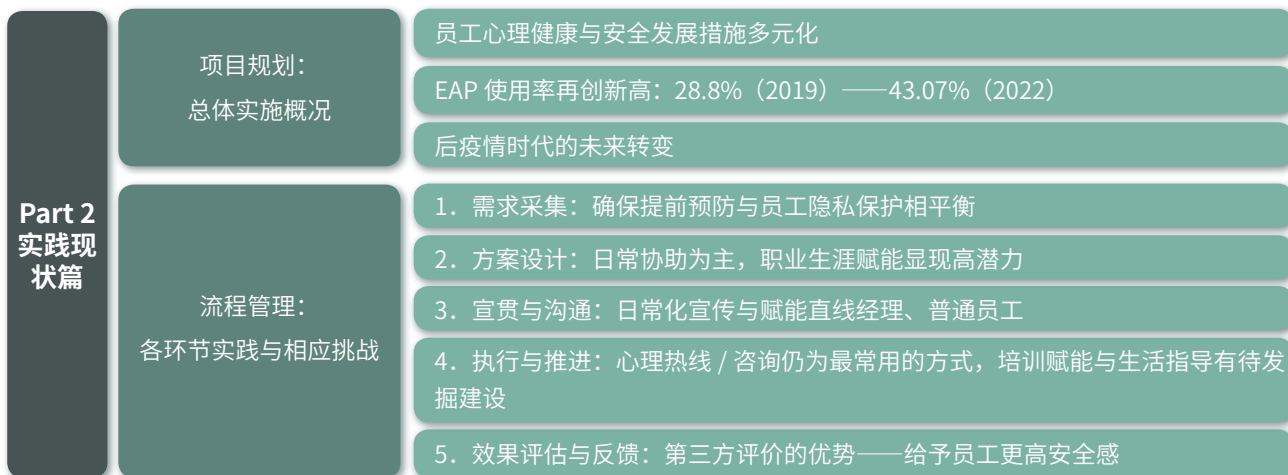 Part 2
实践现
状篇
项目规划：
总体实施概况
员工心理健康与安全发展措施多元化
EAP 使用率再创新高：28.8%（2019）——43.07%（2022）
后疫情时代的未来转变
流程管理：
各环节实践与相应挑战
1．需求采集：确保提前预防与员工隐私保护相平衡
2．方案设计：日常协助为主，职业生涯赋能显现高潜力
3．宣贯与沟通：日常化宣传与赋能直线经理、普通员工
4．执行与推进：心理热线 / 咨询仍为最常用的方式，培训赋能与生活指导有待发
掘建设
5．效果评估与反馈：第三方评价的优势——给予员工更高安全感